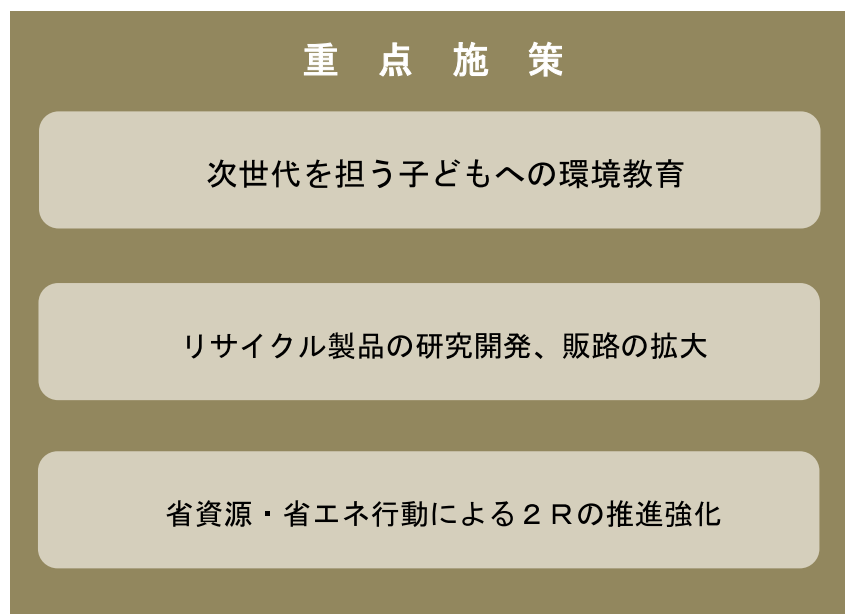 重 点 施 策
次世代を担う子どもへの環境教育
リサイクル製品の研究開発、販路の拡大
省資源・省エネ行動による２Ｒの推進強化